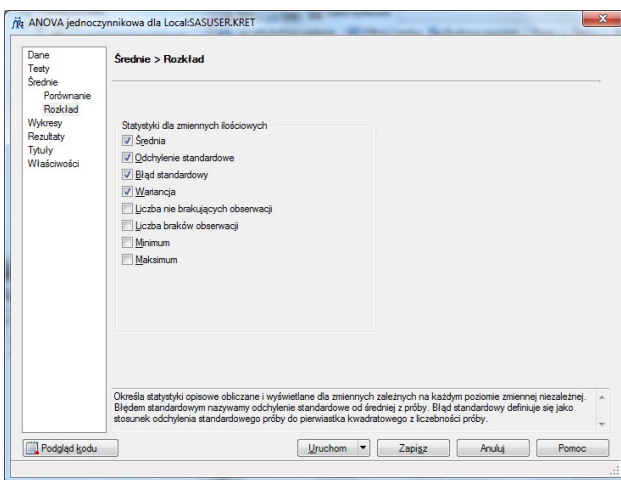 ANOVA jednoczynnikowa dla Local:SASUSER.KRET
Dane
Testy
Średnie
Porównanie
Rozkład
Wykresy
Rezultaty
Tytuły
Właściwości
Średnie > Rozkład
Statystyki dla zmiennych ilościowych
Średnia
Odchylenie standardowe
Błąd standardowy
Wariancja
Liczba nie brakujących obserwacji
Liczba braków obserwacji
Minimum
Maksimum
Określa statystyki opisowe obliczane i wyświetlane dla zmiennych zależnych na każdym poziomie zmiennej niezależnej.
Błędem standardowym nazywamy odchylenie standardowe od średniej z próby. Błąd standardowy definiuje się jako
stosunek odchylenia standardowego próby do pierwiastka kwadratowego z liczebności próby.
Podgląd kodu
Uruchom
Zapisz
Anuluj
Pomoc